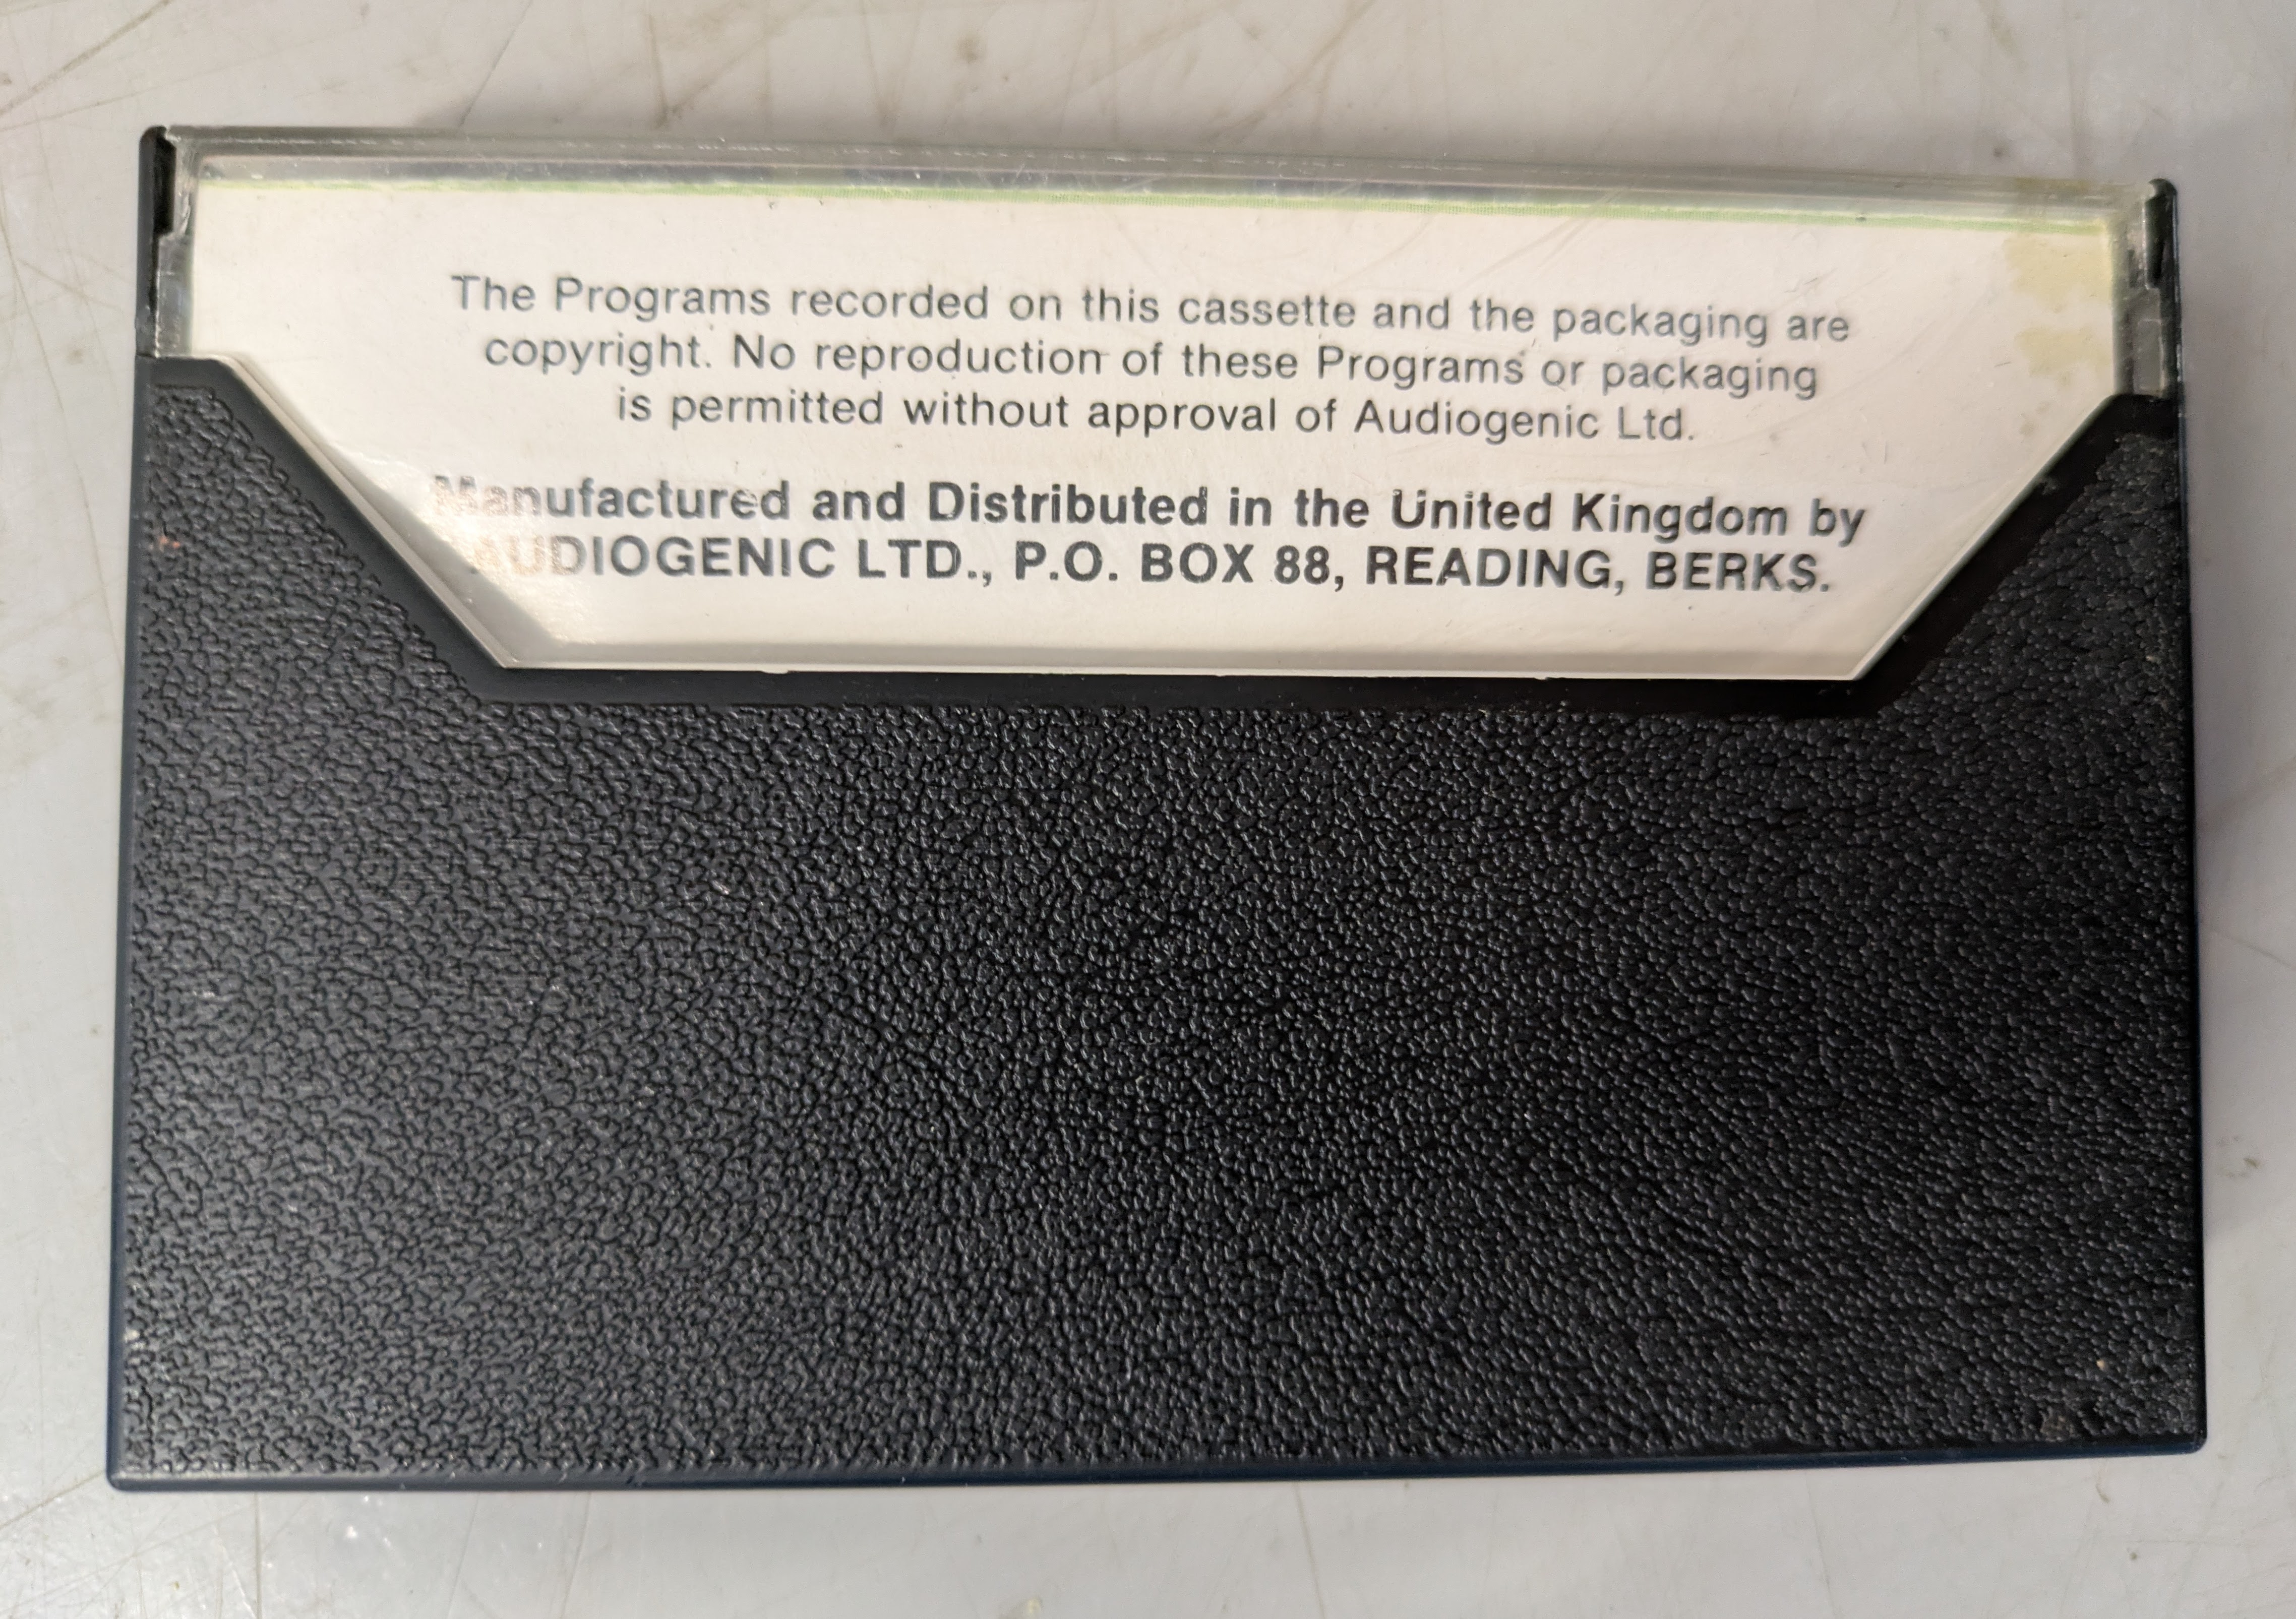 The Programs recorded on this cassette and the packaging are
copyright. No reproduction of these Programs or packaging
is permitted without approval of Audiogenic Ltd.
Manufactured and Distributed in the United Kingdom by
AUDIOGENIC LTD., P.O. BOX 88, READING, BERKS.